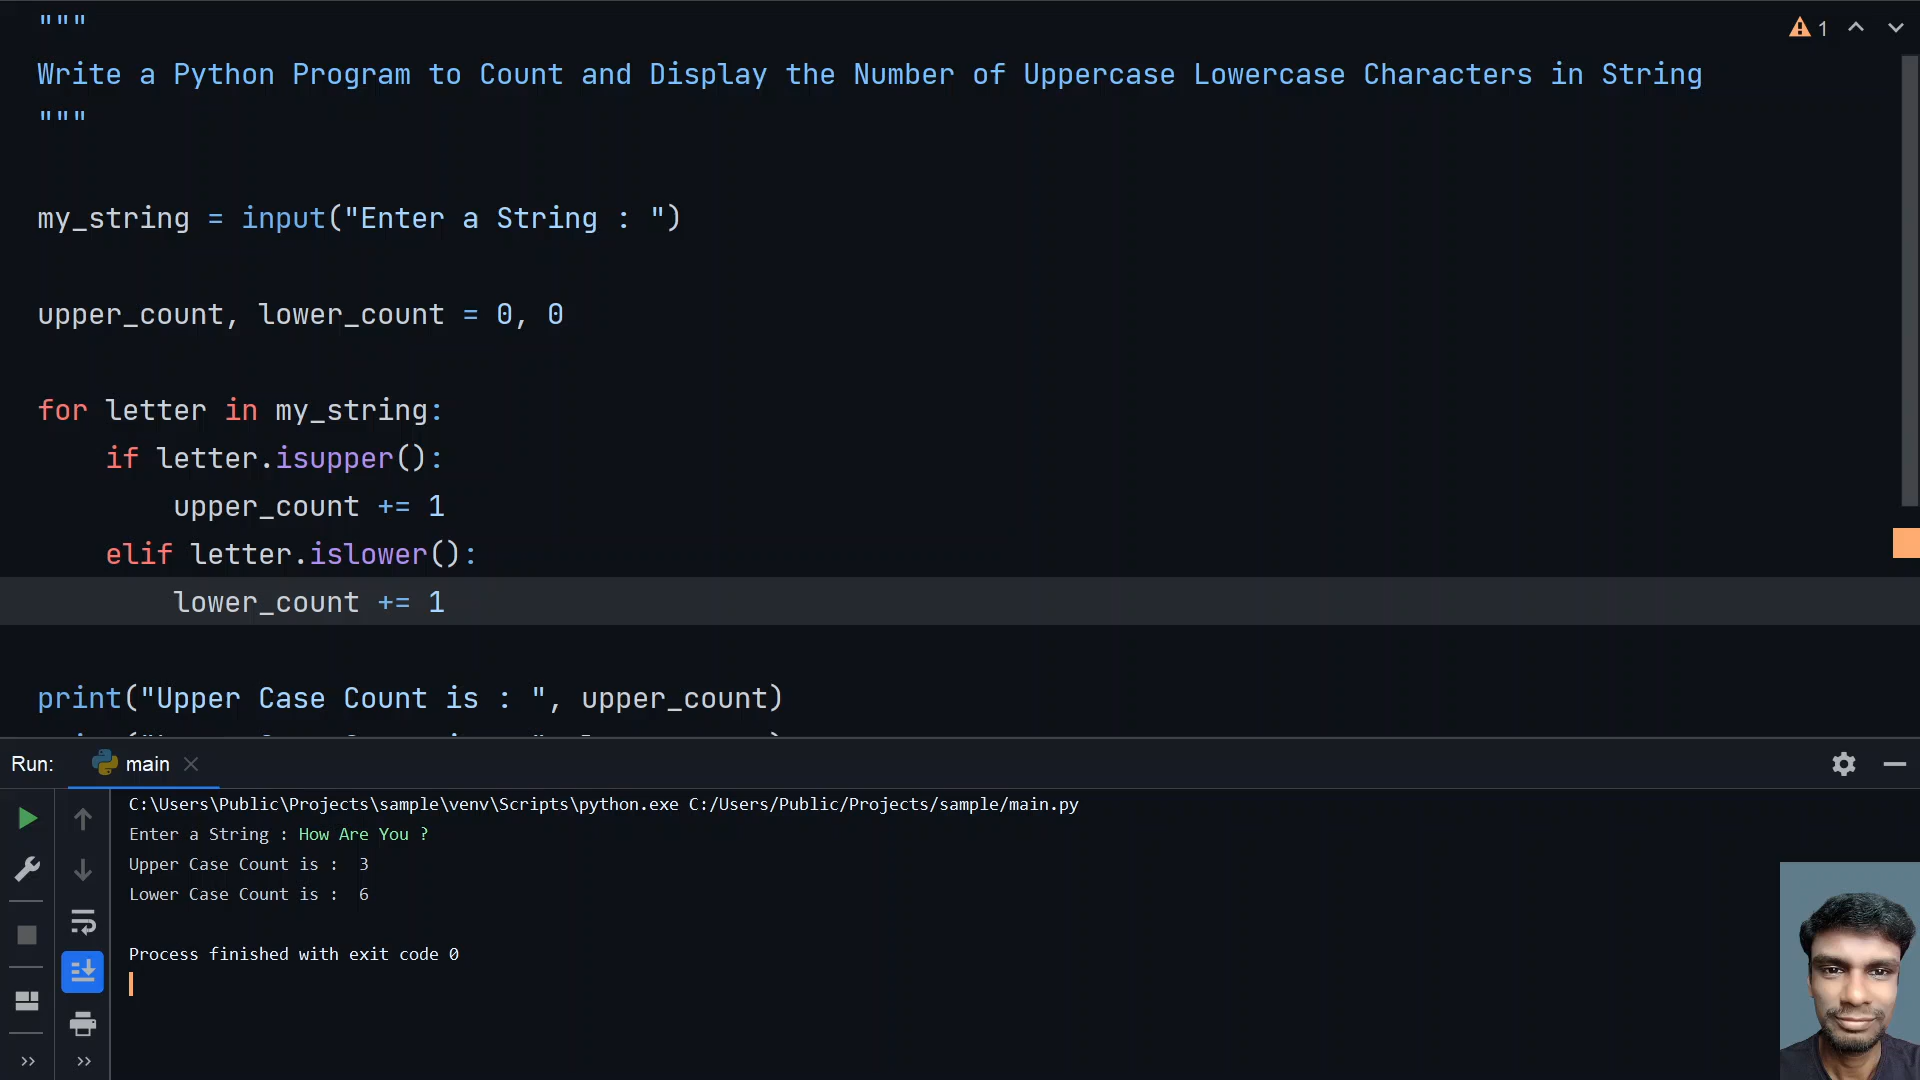 """
1
Write a Python Program to Count and Display the Number of Uppercase Lowercase Characters in String
"""
my_string = input("Enter a String : ")
upper_count, lower_count = 0, 0
for letter in my_string:
    if letter.isupper():
        upper_count += 1
    elif letter.islower():
        lower_count += 1
print("Upper Case Count is : ", upper_count)
Run: main
C:\Users\Public\Projects\sample\venv\Scripts\python.exe C:/Users/Public/Projects/sample/main.py
Enter a String : How Are You ?
Upper Case Count is :  3
Lower Case Count is :  6
Process finished with exit code 0